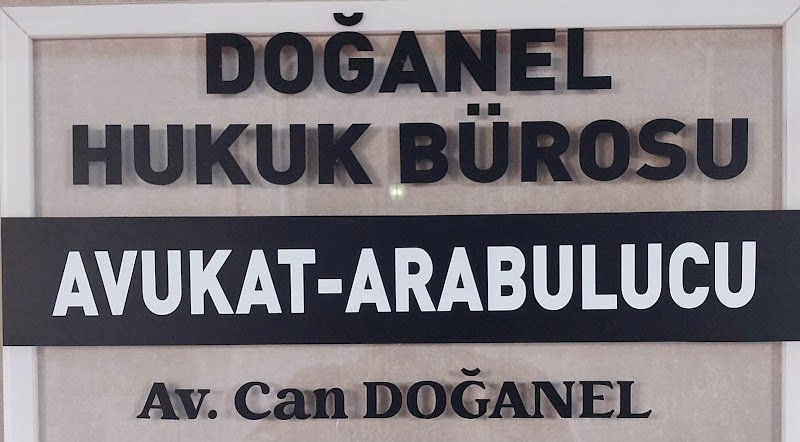 DOĞANEL
HUKUK BÜROSU
AVUKAT-ARABULUCU
Av. Can DOĞANEL